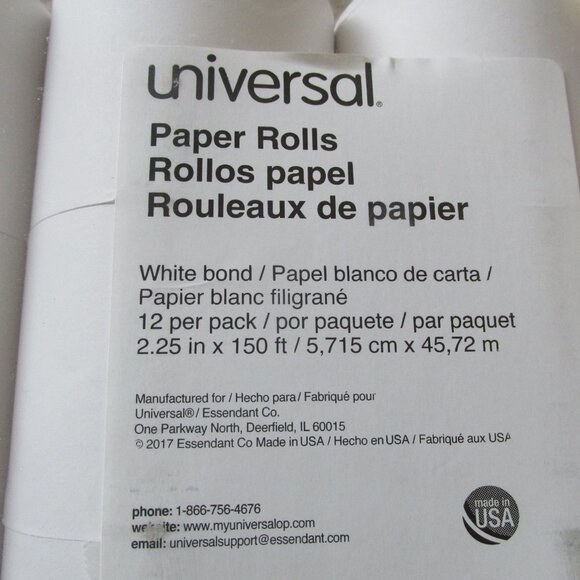 universal®
Paper Rolls
Rollos papel
Rouleaux de papier
White bond / Papel blanco de carta /
Papier blanc filigrané
12 per pack / por paquete / par paquet
2.25 in x 150 ft / 5,715 cm x 45,72 m
Manufactured for / Hecho para / Fabriqué pour
Universal® / Essendant Co.
One Parkway North, Deerfield, IL 60015
© 2017 Essendant Co Made in USA / Hecho en USA / Fabriqué aux USA
made in
USA
phone: 1-866-756-4676
website: www.myuniversalop.com
email: universalsupport@essendant.com